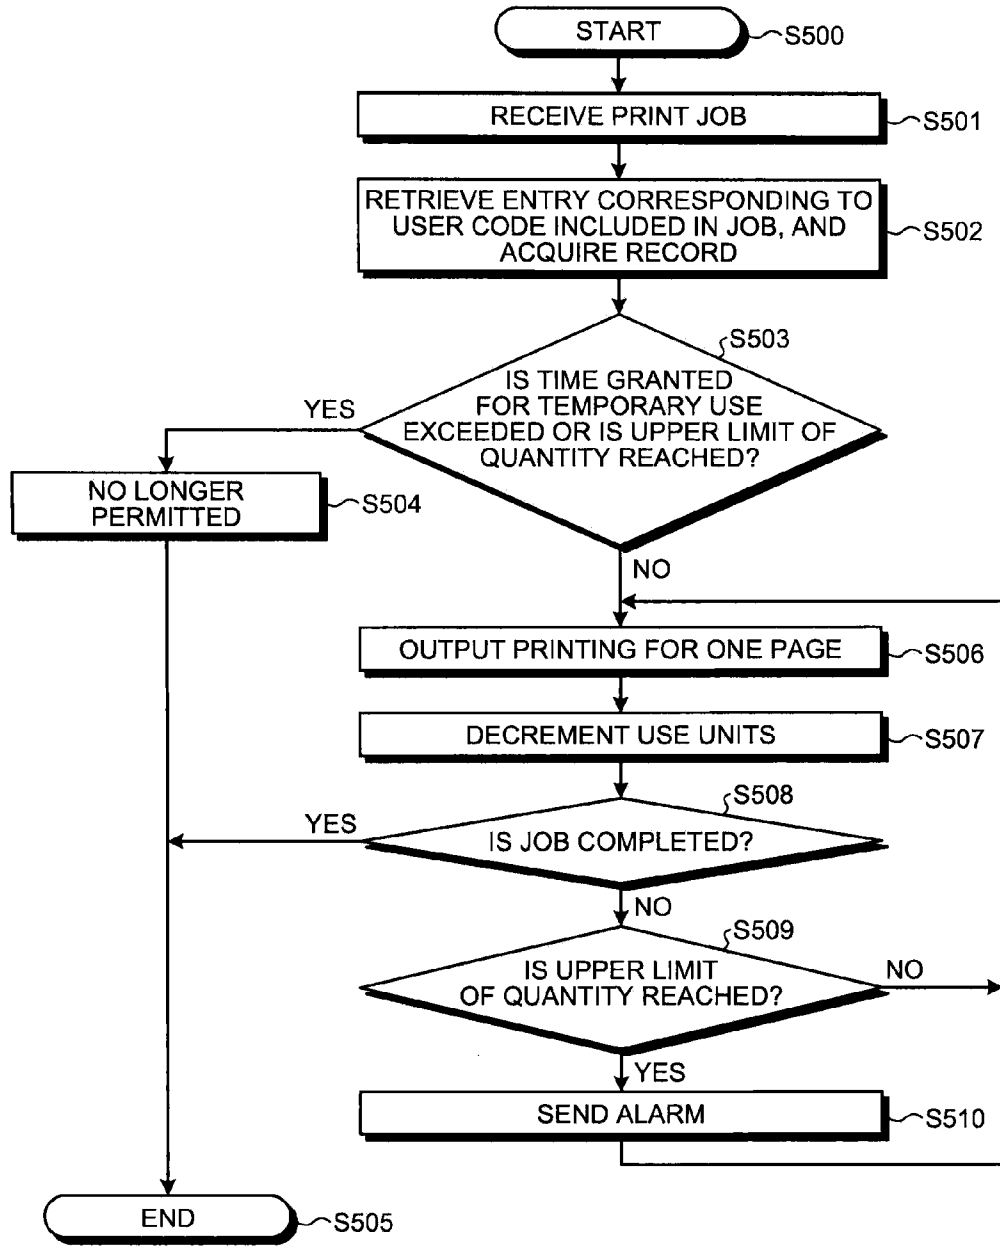 START
S500
RECEIVE PRINT JOB
S501
RETRIEVE ENTRY CORRESPONDING TO
USER CODE INCLUDED IN JOB, AND
ACQUIRE RECORD
S502
S503
IS TIME GRANTED
FOR TEMPORARY USE
EXCEEDED OR IS UPPER LIMIT OF
QUANTITY REACHED?
YES
NO LONGER
PERMITTED
S504
NO
OUTPUT PRINTING FOR ONE PAGE
S506
DECREMENT USE UNITS
S507
S508
YES
IS JOB COMPLETED?
NO
S509
IS UPPER LIMIT
OF QUANTITY REACHED?
NO
YES
SEND ALARM
S510
END
S505